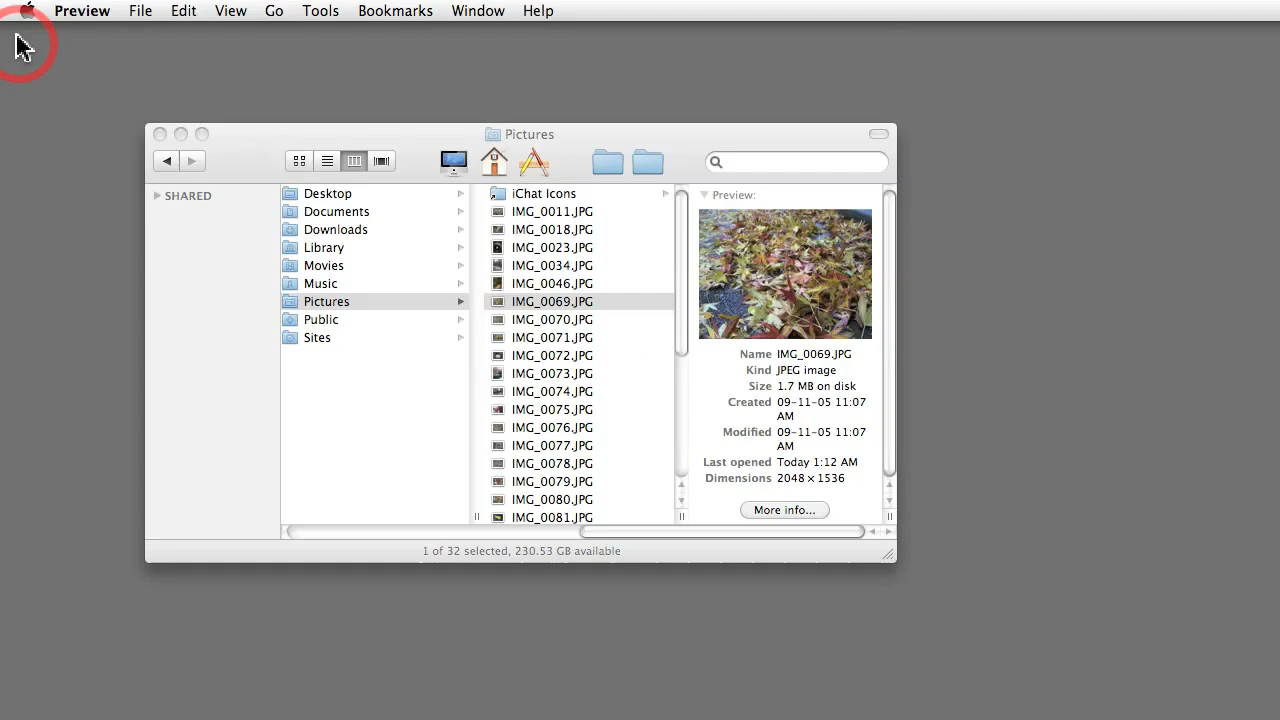 Preview File Edit View Go Tools Bookmarks Window Help
Pictures
SHARED
Desktop
Documents
Downloads
Library
Movies
Music
Pictures
Public
Sites
iChat Icons
IMG_0011.JPG
IMG_0018.JPG
IMG_0023.JPG
IMG_0034.JPG
IMG_0046.JPG
IMG_0069.JPG
IMG_0070.JPG
IMG_0071.JPG
IMG_0072.JPG
IMG_0073.JPG
IMG_0074.JPG
IMG_0075.JPG
IMG_0076.JPG
IMG_0077.JPG
IMG_0078.JPG
IMG_0079.JPG
IMG_0080.JPG
IMG_0081.JPG
Preview:
Name IMG_0069.JPG
Kind JPEG image
Size 1.7 MB on disk
Created 09-11-05 11:07
AM
Modified 09-11-05 11:07
AM
Last opened Today 1:12 AM
Dimensions 2048 × 1536
More info...
1 of 32 selected, 230.53 GB available